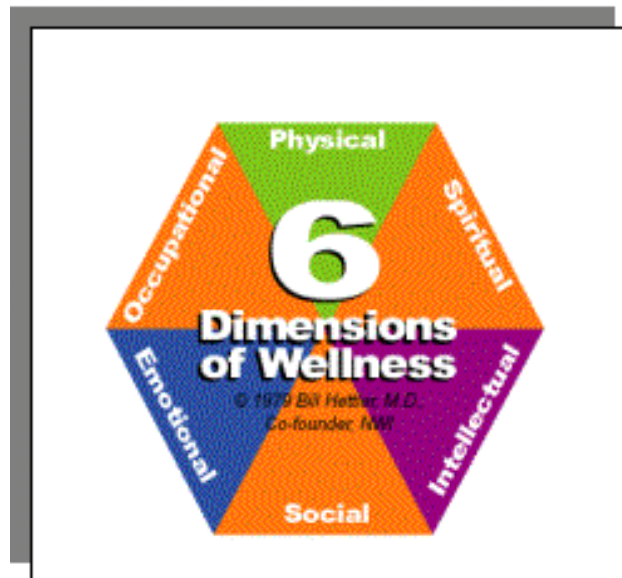 Physical
Spiritual
Occupational
6
Dimensions
of Wellness
© 1979 Bill Hettler, M.D.,
Co-founder, NWI
Emotional
Intellectual
Social